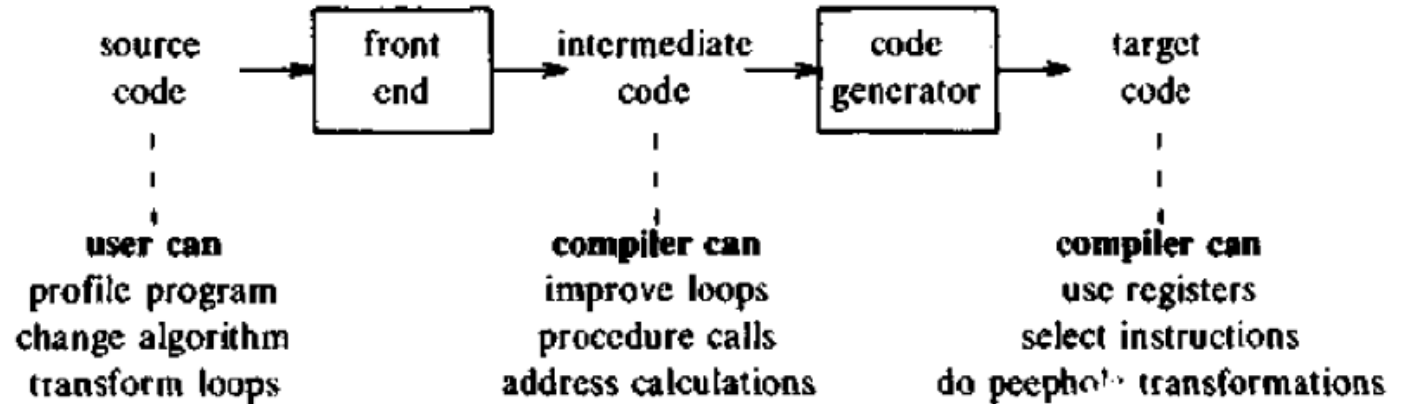 source
code
front
end
intermediate
code
code
generator
target
code
user can
profile program
change algorithm
transform loops
compiler can
improve loops
procedure calls
address calculations
compiler can
use registers
select instructions
do transformations